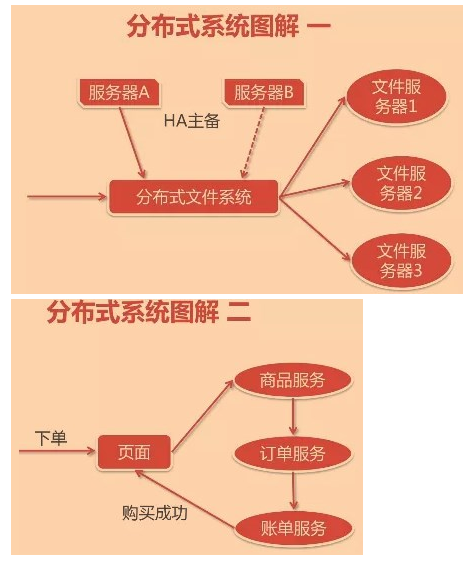 分布式系统图解 一
服务器A
服务器B
HA主备
文件服
务器1
分布式文件系统
文件服
务器2
文件服
务器3
分布式系统图解 二
商品服务
下单
页面
订单服务
购买成功
账单服务